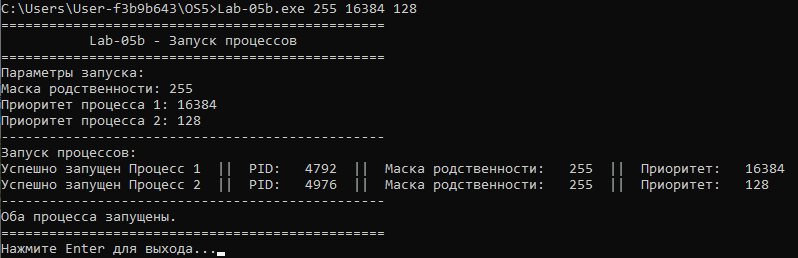 C:\Users\User-f3b9b643\OS5>Lab-05b.exe 255 16384 128
================================================
Lab-05b - Запуск процессов
================================================
Параметры запуска:
Маска родственности: 255
Приоритет процесса 1: 16384
Приоритет процесса 2: 128
------------------------------------------------
Запуск процессов:
Успешно запущен Процесс 1 || PID: 4792 || Маска родственности: 255 || Приоритет: 16384
Успешно запущен Процесс 2 || PID: 4976 || Маска родственности: 255 || Приоритет: 128
------------------------------------------------
Оба процесса запущены.
================================================
Нажмите Enter для выхода...